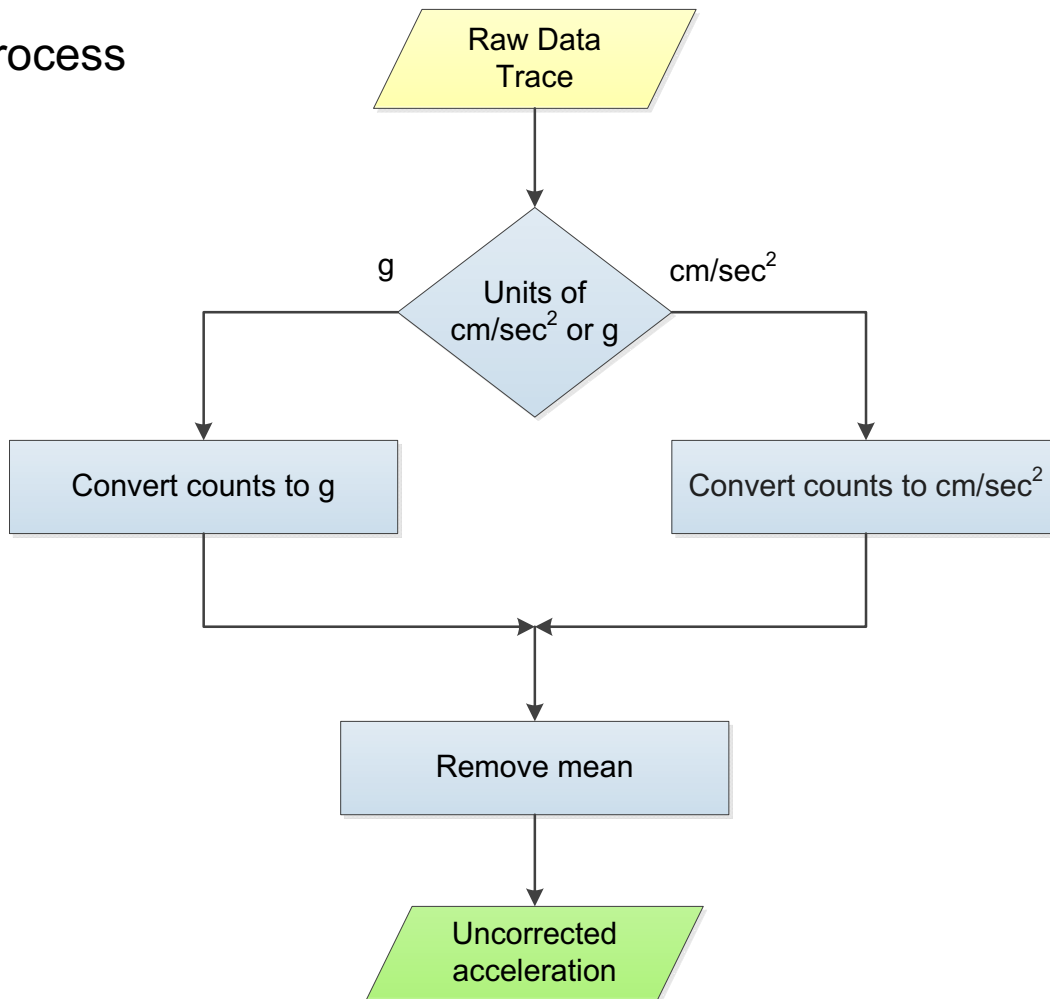 rocess
Raw Data
Trace
g
cm/sec²
Units of
cm/sec² or g
Convert counts to g
Convert counts to cm/sec²
Remove mean
Uncorrected
acceleration